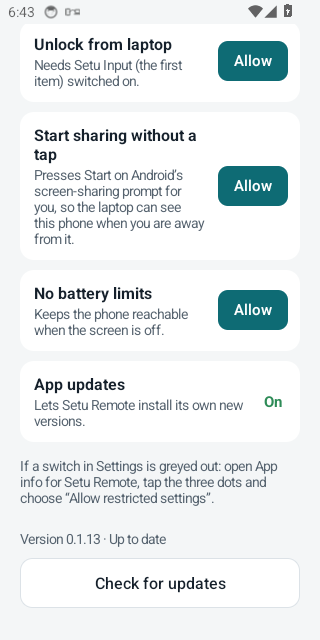 6:43
Unlock from laptop
Needs Setu Input (the first
item) switched on.
Allow
Start sharing without a
tap
Presses Start on Android’s
screen-sharing prompt for
you, so the laptop can see
this phone when you are away
from it.
Allow
No battery limits
Keeps the phone reachable
when the screen is off.
Allow
App updates
Lets Setu Remote install its own new
versions.
On
If a switch in Settings is greyed out: open App
info for Setu Remote, tap the three dots and
choose “Allow restricted settings”.
Version 0.1.13 · Up to date
Check for updates